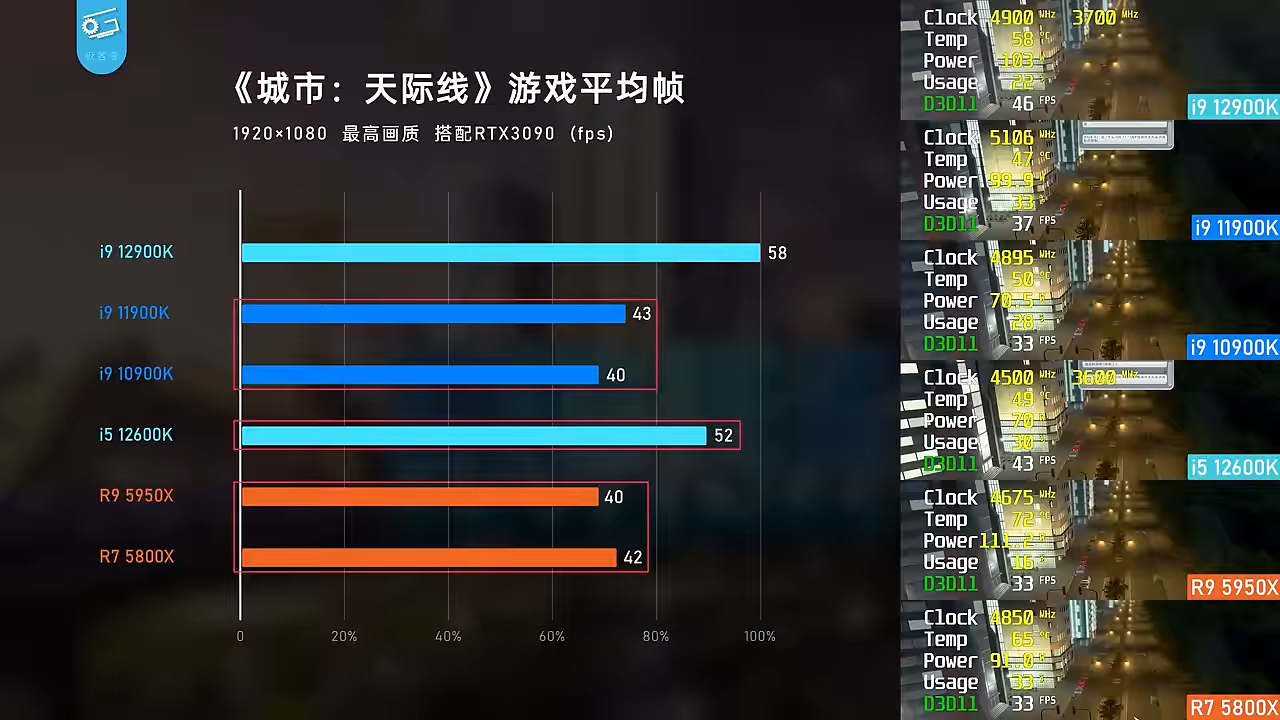 极客湾
《城市：天际线》游戏平均帧
1920×1080 最高画质 搭配RTX3090 (fps)
i9 12900K 58
i9 11900K 43
i9 10900K 40
i5 12600K 52
R9 5950X 40
R7 5800X 42
0 20% 40% 60% 80% 100%
Clock 4900 MHz 3700 MHz
Temp 58 °C
Power 103
Usage 22
D3D11 46 FPS
i9 12900K
Clock 5106 MHz
Temp 47 °C
Power 99.9
Usage 33
D3D11 37 FPS
i9 11900K
Clock 4895 MHz
Temp 50 °C
Power 70.5
Usage 28
D3D11 33 FPS
i9 10900K
Clock 4500 MHz 3600 MHz
Temp 49 °C
Power 70
Usage 30
D3D11 43 FPS
i5 12600K
Clock 4675 MHz
Temp 72 °C
Power 111.2
Usage 16
D3D11 33 FPS
R9 5950X
Clock 4850 MHz
Temp 65 °C
Power 91.0
Usage 33
D3D11 33 FPS
R7 5800X